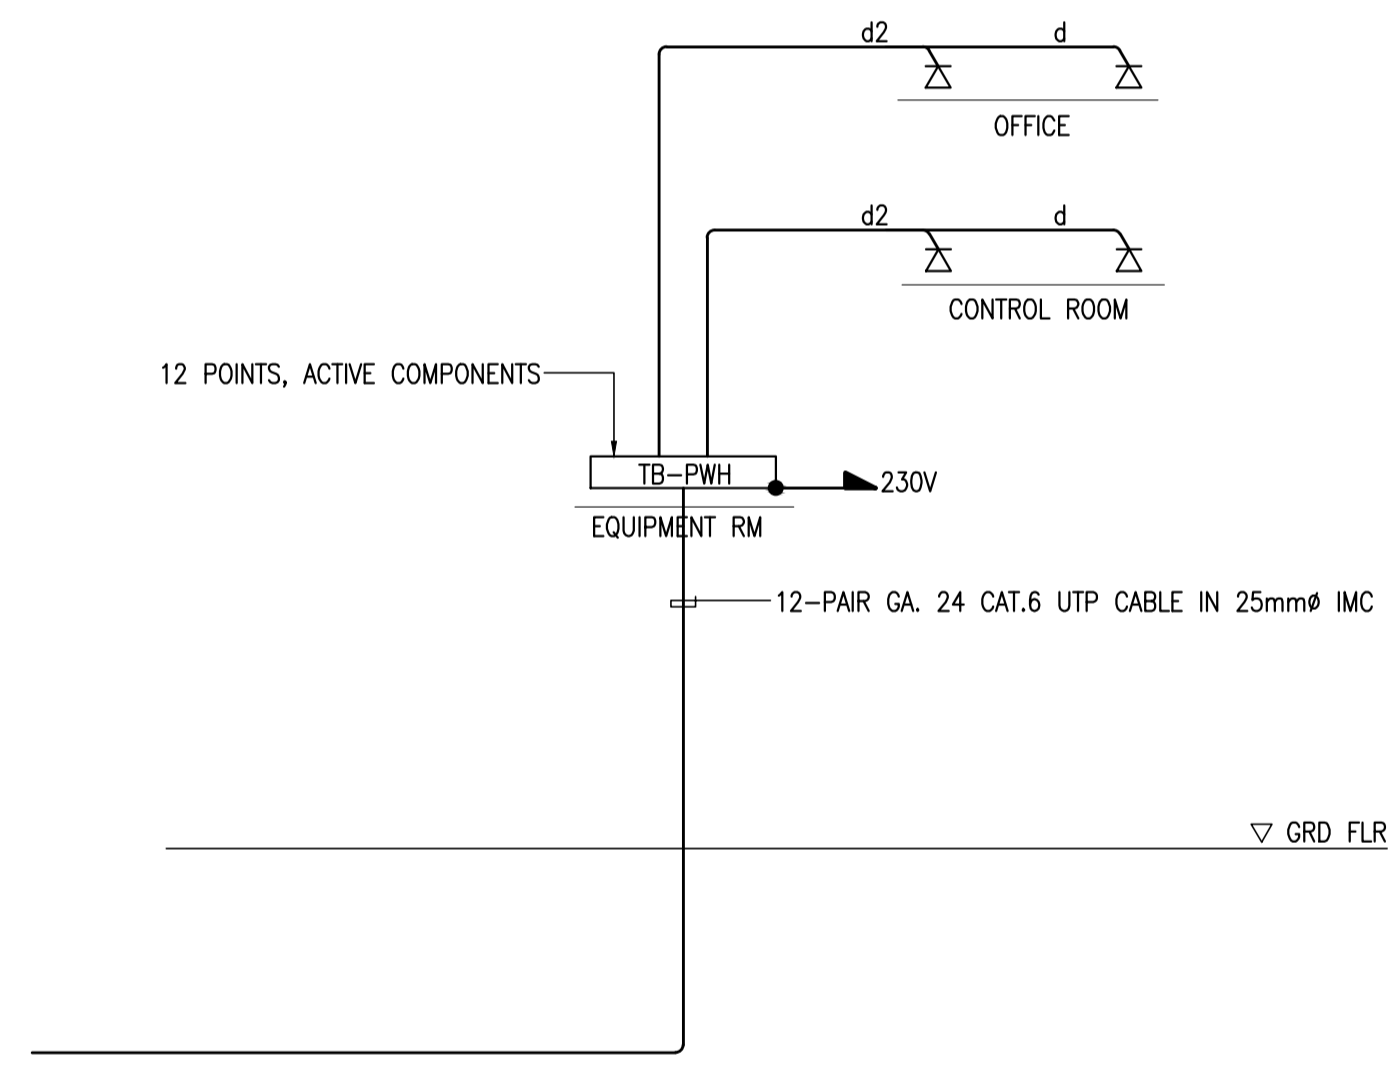 d2 d
OFFICE
d2 d
CONTROL ROOM
12 POINTS, ACTIVE COMPONENTS
TB-PWH
230V
EQUIPMENT RM
12-PAIR GA. 24 CAT.6 UTP CABLE IN 25mmø IMC
GRD FLR